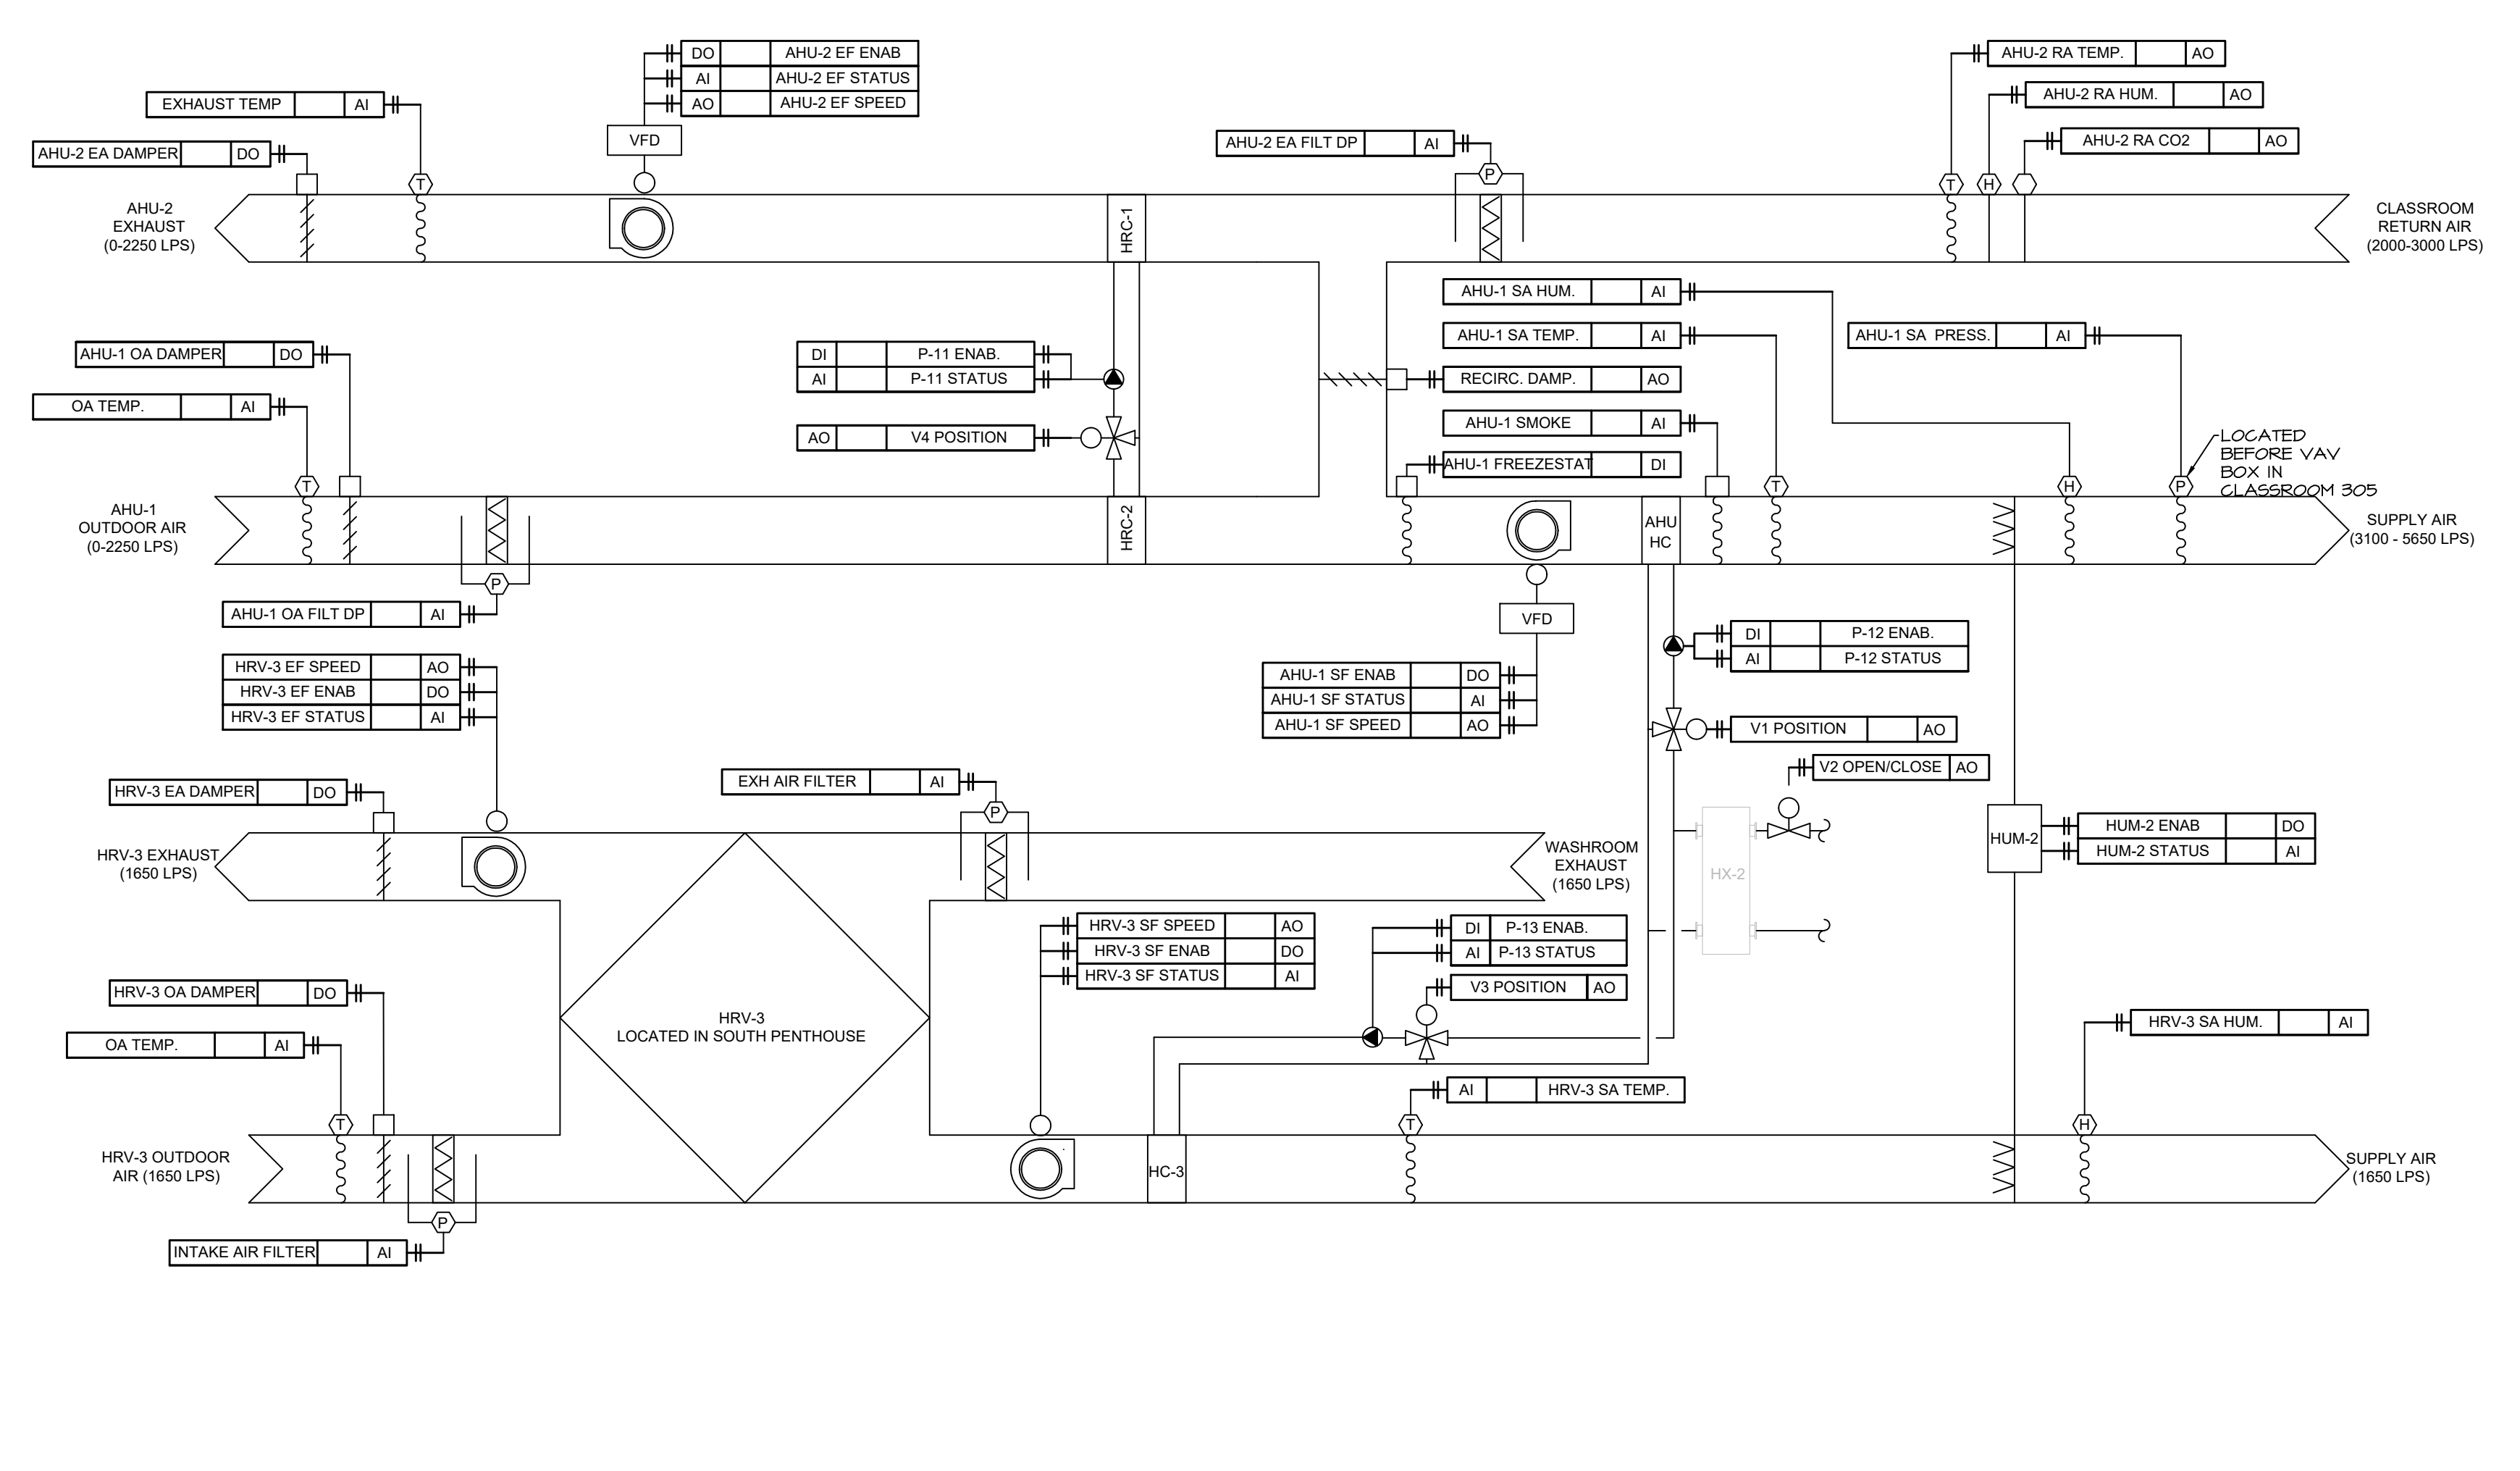 DO AHU-2 EF ENAB
AI AHU-2 EF STATUS
AO AHU-2 EF SPEED
VFD
EXHAUST TEMP AI
AHU-2 EA DAMPER DO
T
AHU-2 EA FILT DP AI
P
AHU-2 RA TEMP. AO
AHU-2 RA HUM. AO
AHU-2 RA CO2 AO
T
H
AHU-2
EXHAUST
(0-2250 LPS)
HRC-1
CLASSROOM
RETURN AIR
(2000-3000 LPS)
AHU-1 SA HUM. AI
AHU-1 SA TEMP. AI
AHU-1 SA PRESS. AI
RECIRC. DAMP. AO
AHU-1 SMOKE AI
AHU-1 FREEZESTAT DI
AHU-1 OA DAMPER DO
OA TEMP. AI
DI P-11 ENAB.
AI P-11 STATUS
AO V4 POSITION
LOCATED
BEFORE VAV
BOX IN
CLASSROOM 305
T
T
H
P
AHU-1
OUTDOOR AIR
(0-2250 LPS)
HRC-2
AHU
HC
SUPPLY AIR
(3100 - 5650 LPS)
P
AHU-1 OA FILT DP AI
VFD
AHU-1 SF ENAB DO
AHU-1 SF STATUS AI
AHU-1 SF SPEED AO
DI P-12 ENAB.
AI P-12 STATUS
V1 POSITION AO
V2 OPEN/CLOSE AO
HRV-3 EF SPEED AO
HRV-3 EF ENAB DO
HRV-3 EF STATUS AI
HRV-3 EA DAMPER DO
EXH AIR FILTER AI
P
HRV-3 EXHAUST
(1650 LPS)
WASHROOM
EXHAUST
(1650 LPS)
HX-2
HUM-2
HUM-2 ENAB DO
HUM-2 STATUS AI
HRV-3 SF SPEED AO
HRV-3 SF ENAB DO
HRV-3 SF STATUS AI
DI P-13 ENAB.
AI P-13 STATUS
V3 POSITION AO
HRV-3 OA DAMPER DO
OA TEMP. AI
HRV-3
LOCATED IN SOUTH PENTHOUSE
HRV-3 SA HUM. AI
AI HRV-3 SA TEMP.
T
T
H
HRV-3 OUTDOOR
AIR (1650 LPS)
HC-3
SUPPLY AIR
(1650 LPS)
P
INTAKE AIR FILTER AI